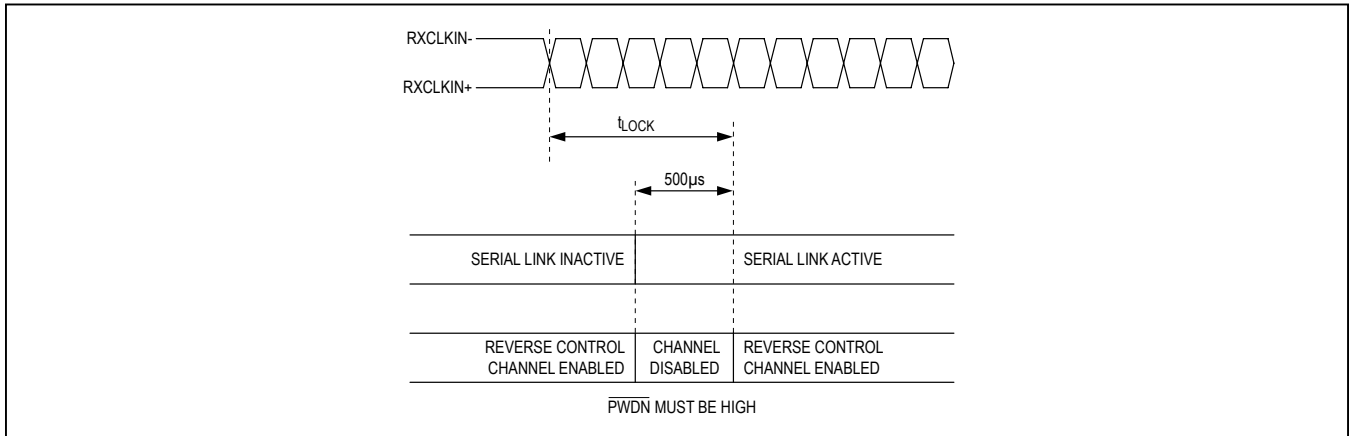 RXCLKIN-
RXCLKIN+
tLOCK
500µs
SERIAL LINK INACTIVE
SERIAL LINK ACTIVE
REVERSE CONTROL
CHANNEL ENABLED
CHANNEL
DISABLED
REVERSE CONTROL
CHANNEL ENABLED
PWDN MUST BE HIGH